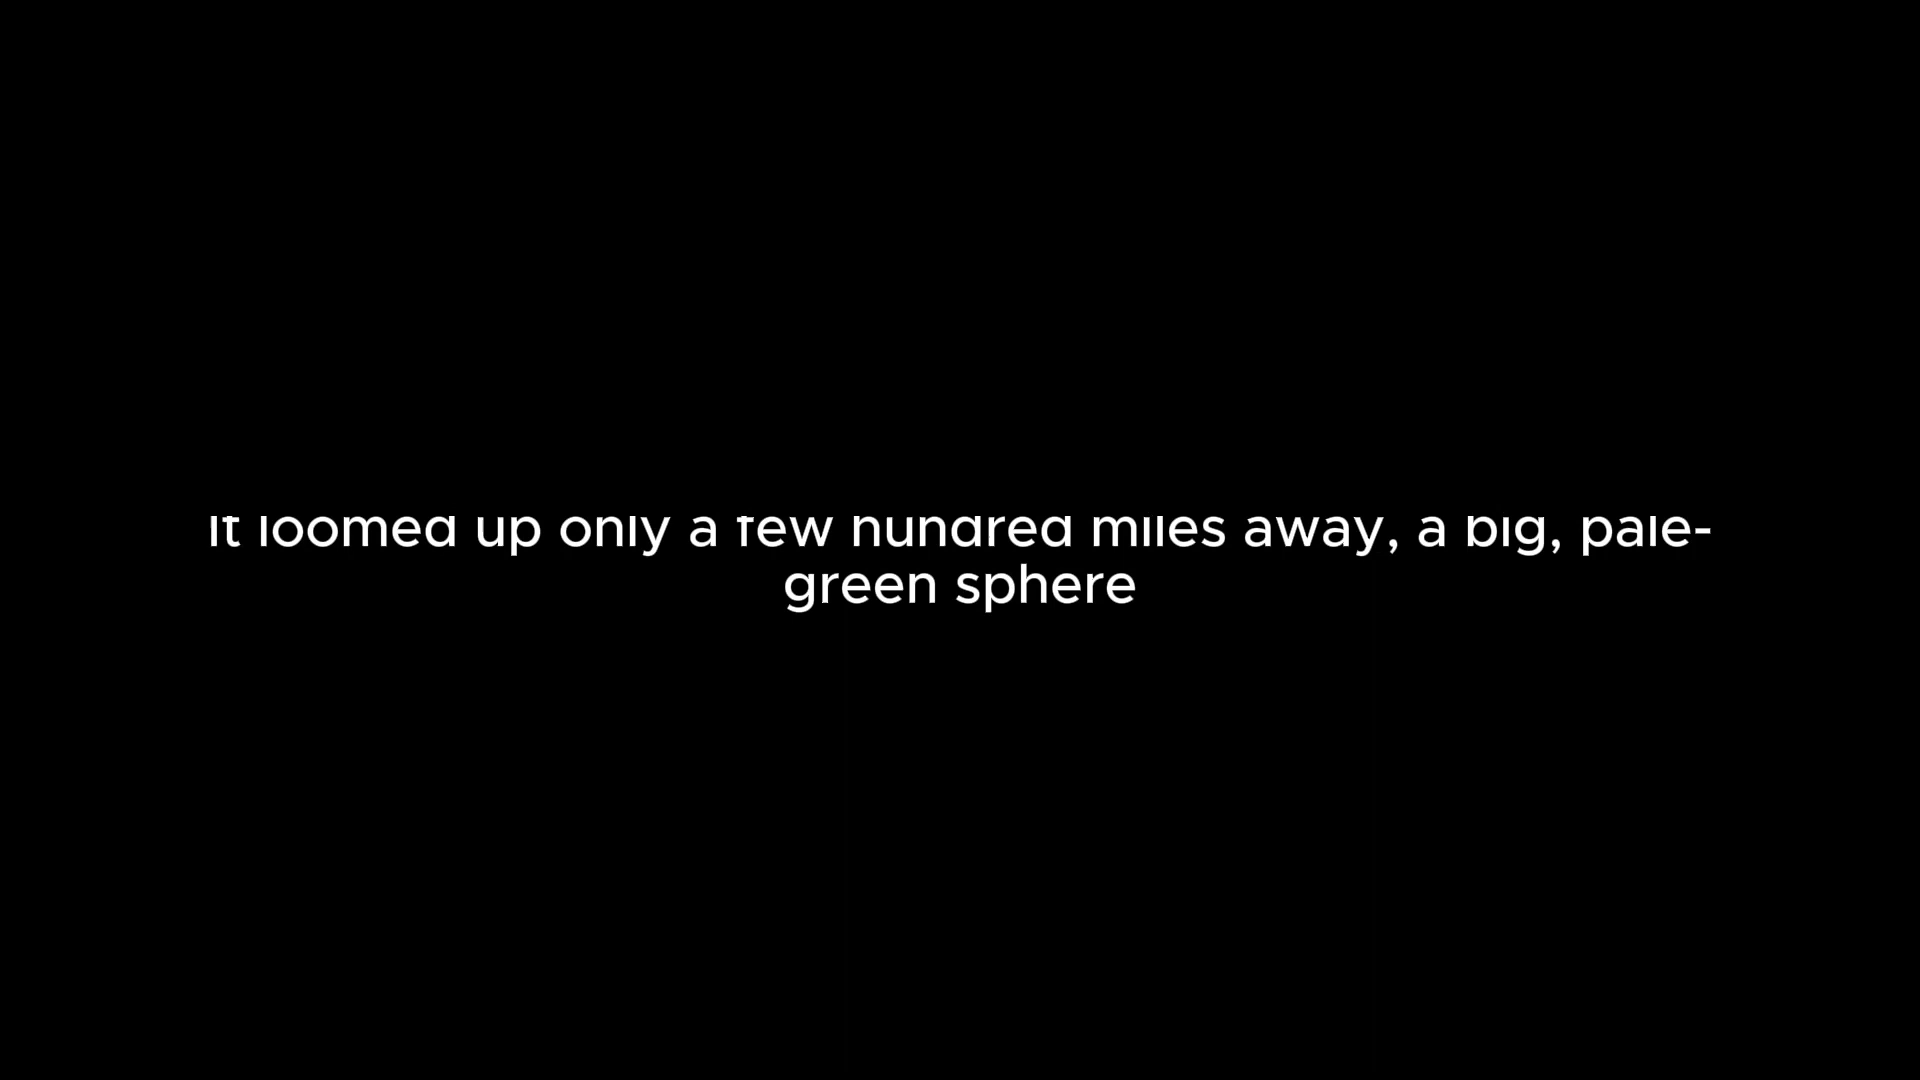 It loomed up only a few hundred miles away, a big, pale-
green sphere